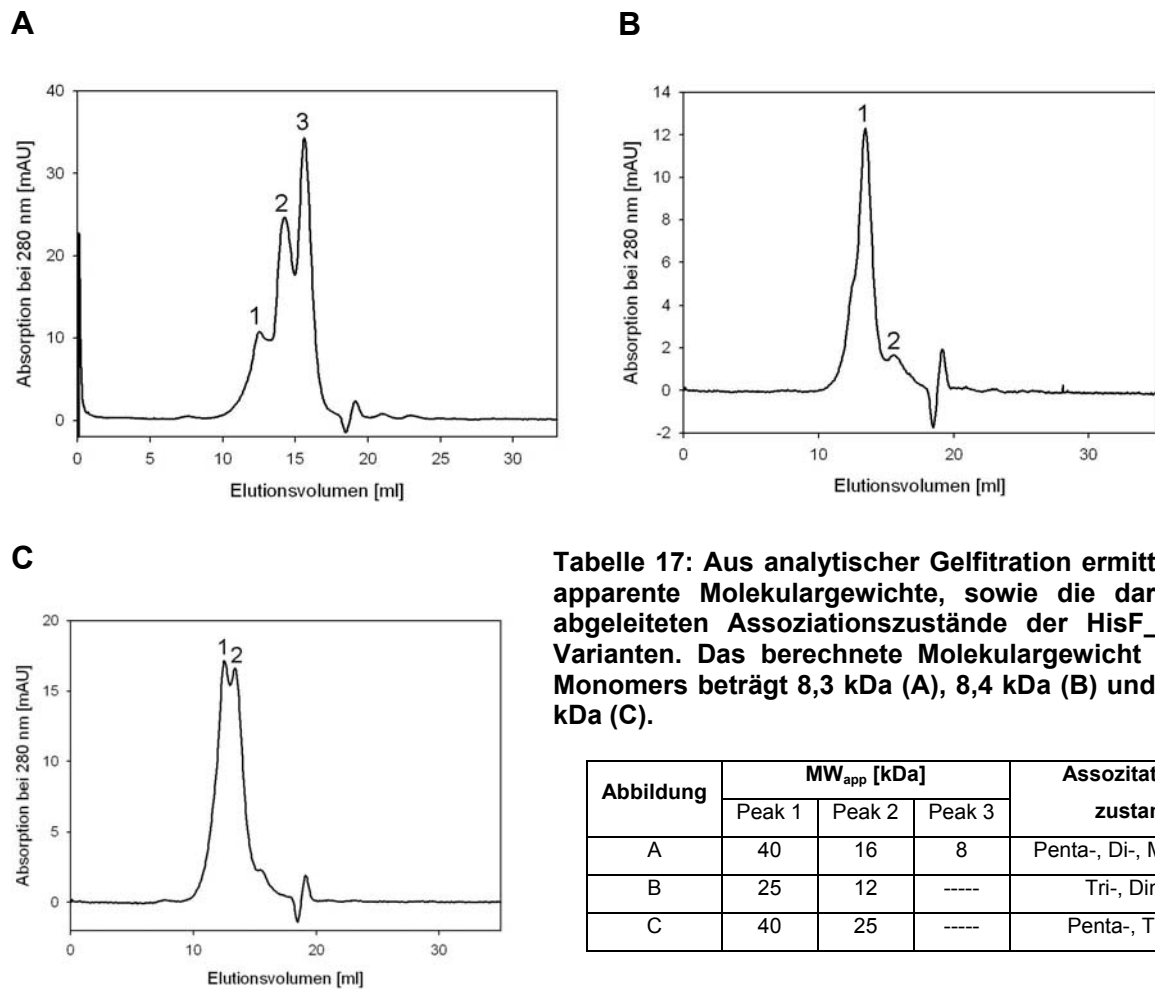 A
40
30
20
10
0
Absorption bei 280 nm [mAU]
1
2
3
0 5 10 15 20 25 30
Elutionsvolumen [ml]
B
14
12
10
8
6
4
2
0
-2
Absorption bei 280 nm [mAU]
1
2
0 10 20 30
Elutionsvolumen [ml]
C
20
15
10
5
0
Absorption bei 280 nm [mAU]
1 2
0 10 20 30
Elutionsvolumen [ml]
Tabelle 17: Aus analytischer Gelfitration ermitt
apparente Molekulargewichte, sowie die dar
abgeleiteten Assoziationszustände der HisF_
Varianten. Das berechnete Molekulargewicht
Monomers beträgt 8,3 kDa (A), 8,4 kDa (B) und
kDa (C).
Abbildung MWapp [kDa] Assozitat
Peak 1 Peak 2 Peak 3 zustan
A 40 16 8 Penta-, Di-, M
B 25 12 ----- Tri-, Dir
C 40 25 ----- Penta-, T